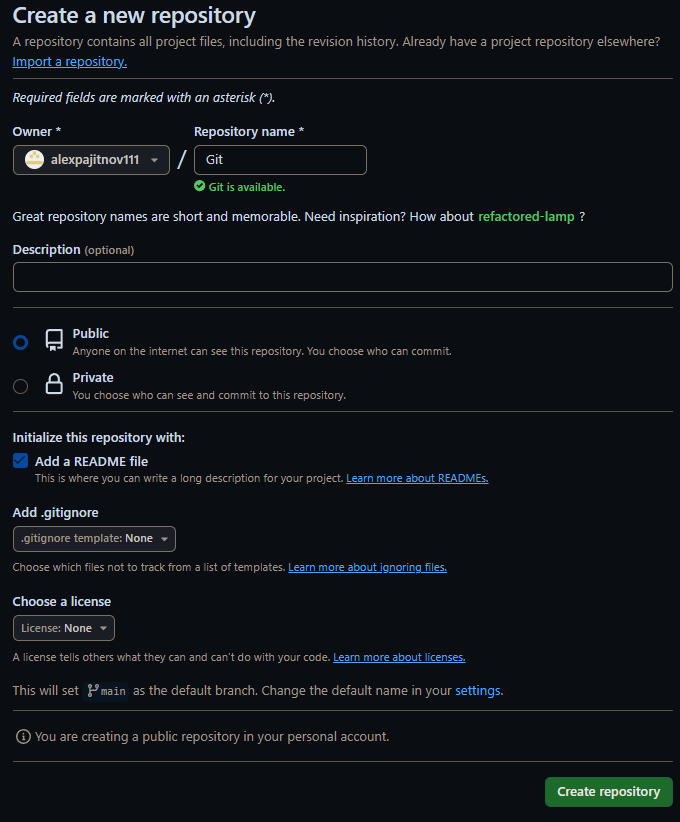 Create a new repository
A repository contains all project files, including the revision history. Already have a project repository elsewhere?
Import a repository.
Required fields are marked with an asterisk (*).
Owner * Repository name *
alexpajitnov111 / Git
Git is available.
Great repository names are short and memorable. Need inspiration? How about refactored-lamp ?
Description (optional)
Public
Anyone on the internet can see this repository. You choose who can commit.
Private
You choose who can see and commit to this repository.
Initialize this repository with:
Add a README file
This is where you can write a long description for your project. Learn more about READMEs.
Add .gitignore
.gitignore template: None
Choose which files not to track from a list of templates. Learn more about ignoring files.
Choose a license
License: None
A license tells others what they can and can't do with your code. Learn more about licenses.
This will set main as the default branch. Change the default name in your settings.
You are creating a public repository in your personal account.
Create repository